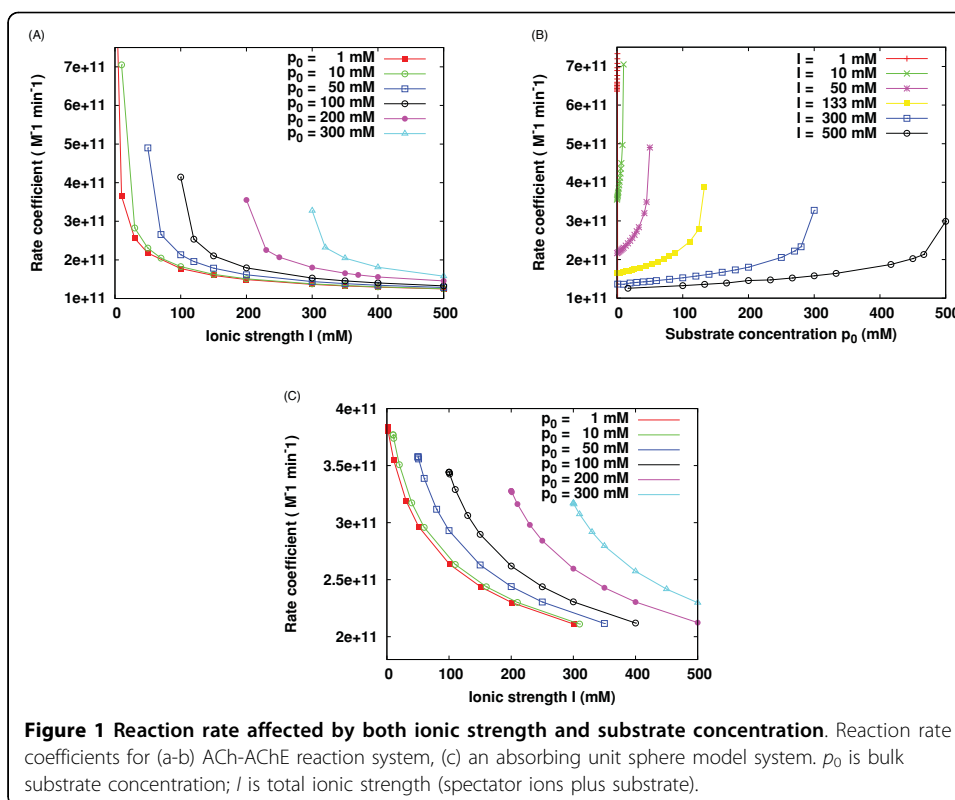 (A)
Rate coefficient ( M^-1 min^-1)
7e+11
6e+11
5e+11
4e+11
3e+11
2e+11
1e+11
0 100 200 300 400 500
Ionic strength I (mM)
p0 = 1 mM
p0 = 10 mM
p0 = 50 mM
p0 = 100 mM
p0 = 200 mM
p0 = 300 mM
(B)
Rate coefficient ( M^-1 min^-1)
7e+11
6e+11
5e+11
4e+11
3e+11
2e+11
1e+11
0 100 200 300 400 500
Substrate concentration p0 (mM)
I = 1 mM
I = 10 mM
I = 50 mM
I = 133 mM
I = 300 mM
I = 500 mM
(C)
Rate coefficient ( M^-1 min^-1)
4e+11
3.5e+11
3e+11
2.5e+11
2e+11
0 100 200 300 400 500
Ionic strength I (mM)
p0 = 1 mM
p0 = 10 mM
p0 = 50 mM
p0 = 100 mM
p0 = 200 mM
p0 = 300 mM
Figure 1 Reaction rate affected by both ionic strength and substrate concentration. Reaction rate
coefficients for (a-b) ACh-AChE reaction system, (c) an absorbing unit sphere model system. p0 is bulk
substrate concentration; I is total ionic strength (spectator ions plus substrate).